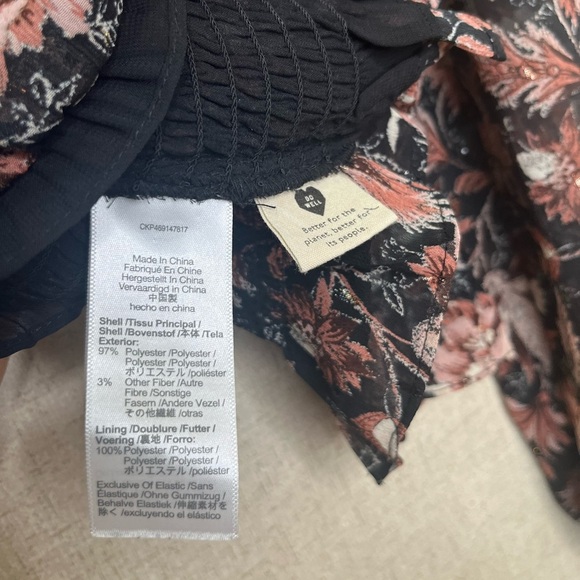 CKP459147817
Made In China
Fabriqué En Chine
Hergestellt In China
Vervaardigd in China
中国製
hecho en china
Shell /Tissu Principal /
Shell /Bovenstof /本体 /Tela
Exterior:
97% Polyester /Polyester /
Polyester /Polyester /
ポリエステル /poliéster
3% Other Fiber /Autre
Fibre /Sonstige
Fasern /Andere Vezel /
その他繊維 /otras
Lining /Doublure /Futter /
Voering /裏地 /Forro:
100% Polyester /Polyester /
Polyester /Polyester /
ポリエステル /poliéster
Exclusive Of Elastic /Sans
Élastique /Ohne Gummizug /
Behalve Elastiek /伸縮素材を
除く /excluyendo el elástico
DO
WELL
Better for the
planet, better for
its people.